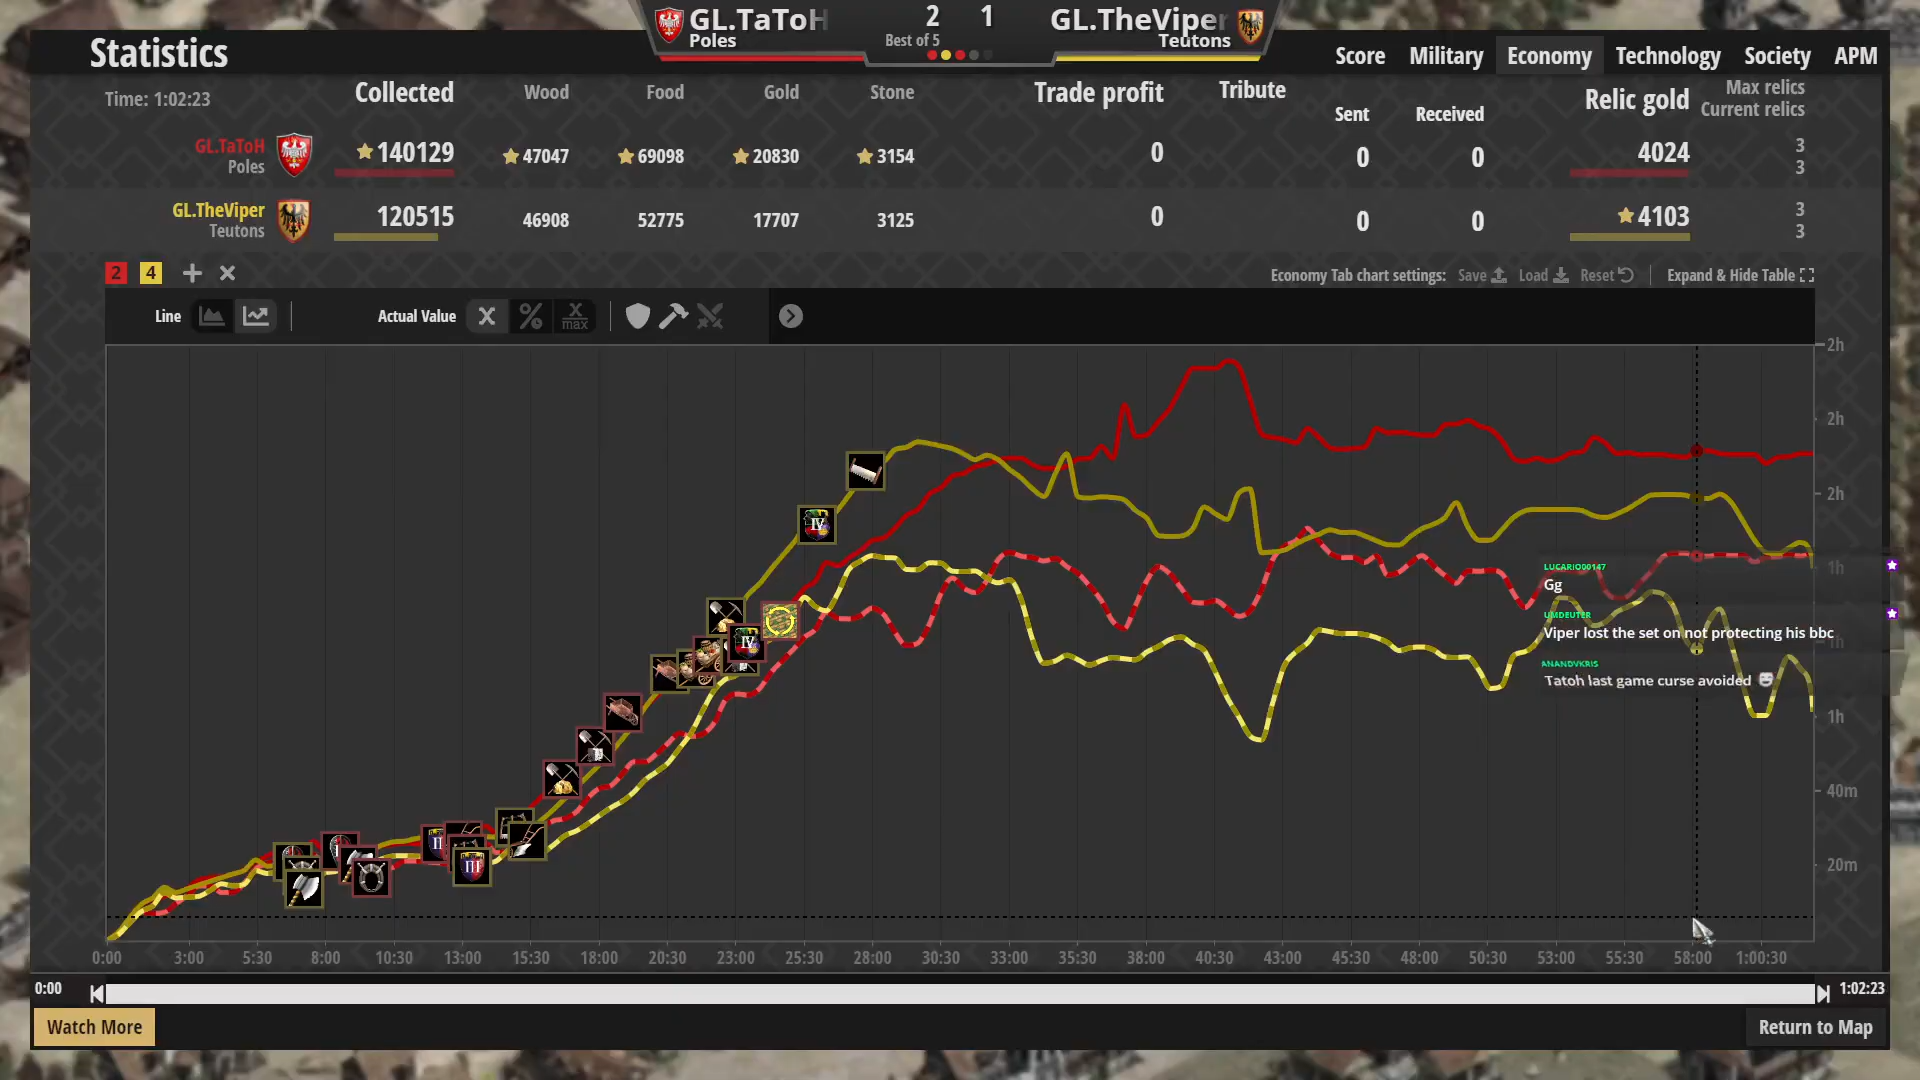 GL.TaToH
Poles
2
1
Best of 5
GL.TheViper
Teutons
Statistics
Score
Military
Economy
Technology
Society
APM
Time: 1:02:23
Collected
Wood
Food
Gold
Stone
Trade profit
Tribute
Sent
Received
Relic gold
Max relics
Current relics
GL.TaToH
Poles
140129
47047
69098
20830
3154
0
0
0
4024
3
3
GL.TheViper
Teutons
120515
46908
52775
17707
3125
0
0
0
4103
3
3
2
4
Economy Tab chart settings:
Save
Load
Reset
Expand & Hide Table
Line
Actual Value
X
%
X
max
2h
2h
2h
1h
1h
1h
40m
20m
IV
IV
II
III
LUCARIO00147
Gg
UMDEUTER
Viper lost the set on not protecting his bbc
ANANDVKRIS
Tatoh last game curse avoided
0:00
3:00
5:30
8:00
10:30
13:00
15:30
18:00
20:30
23:00
25:30
28:00
30:30
33:00
35:30
38:00
40:30
43:00
45:30
48:00
50:30
53:00
55:30
58:00
1:00:30
0:00
1:02:23
Watch More
Return to Map